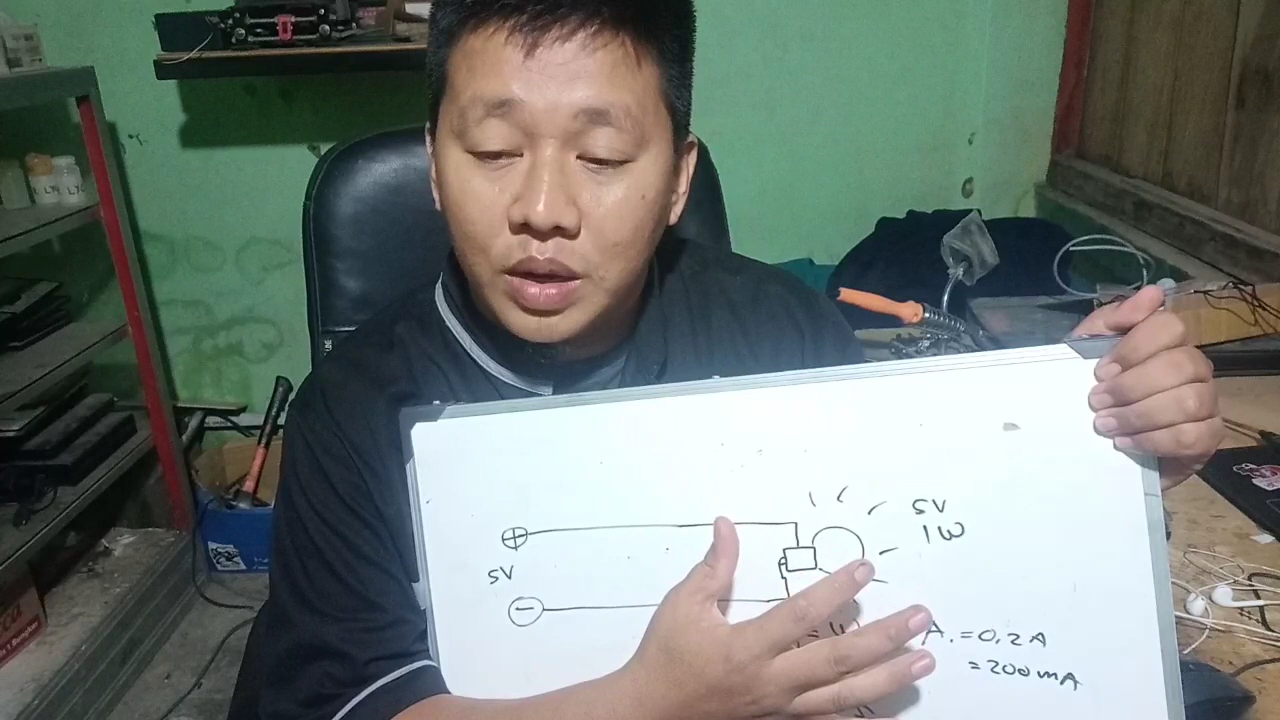 5V
1W
5V
A. = 0,2 A
= 200 mA